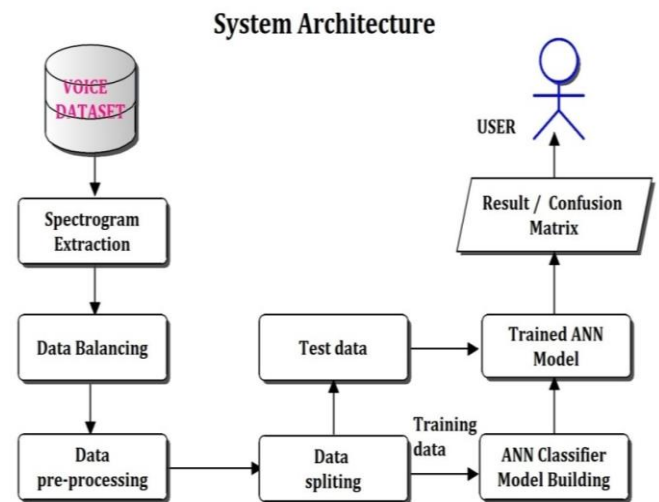 System Architecture
VOICE
DATASET
Spectrogram
Extraction
Data Balancing
Data
pre-processing
Data
spliting
Test data
Training
data
ANN Classifier
Model Building
Trained ANN
Model
Result / Confusion
Matrix
USER